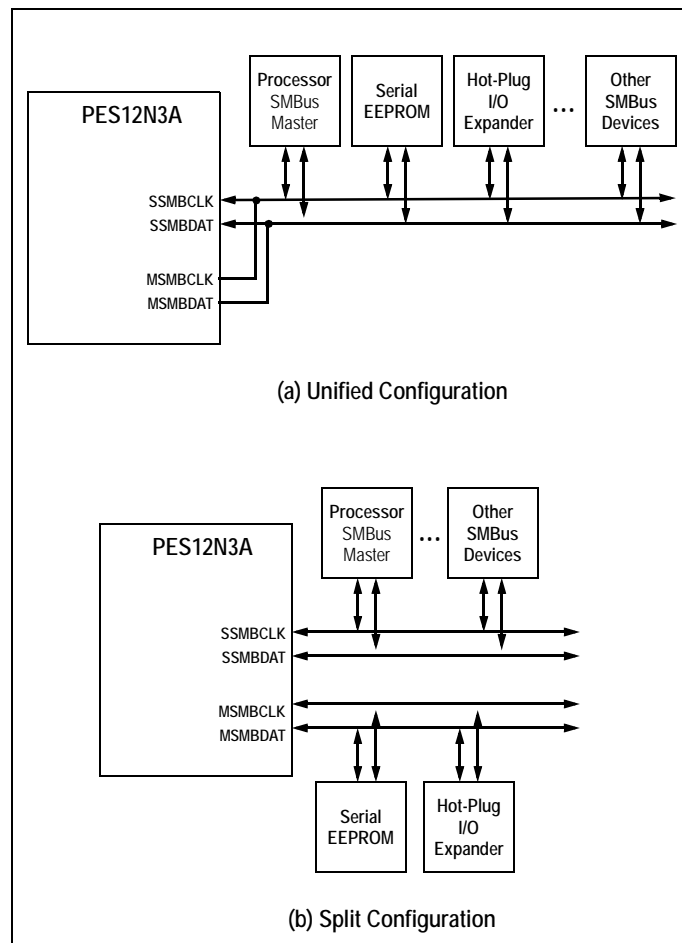 PES12N3A
Processor
SMBus
Master
Serial
EEPROM
Hot-Plug
I/O
Expander
...
Other
SMBus
Devices
SSMBCLK
SSMBDAT
MSMBCLK
MSMBDAT
(a) Unified Configuration
PES12N3A
Processor
SMBus
Master
...
Other
SMBus
Devices
SSMBCLK
SSMBDAT
MSMBCLK
MSMBDAT
Serial
EEPROM
Hot-Plug
I/O
Expander
(b) Split Configuration